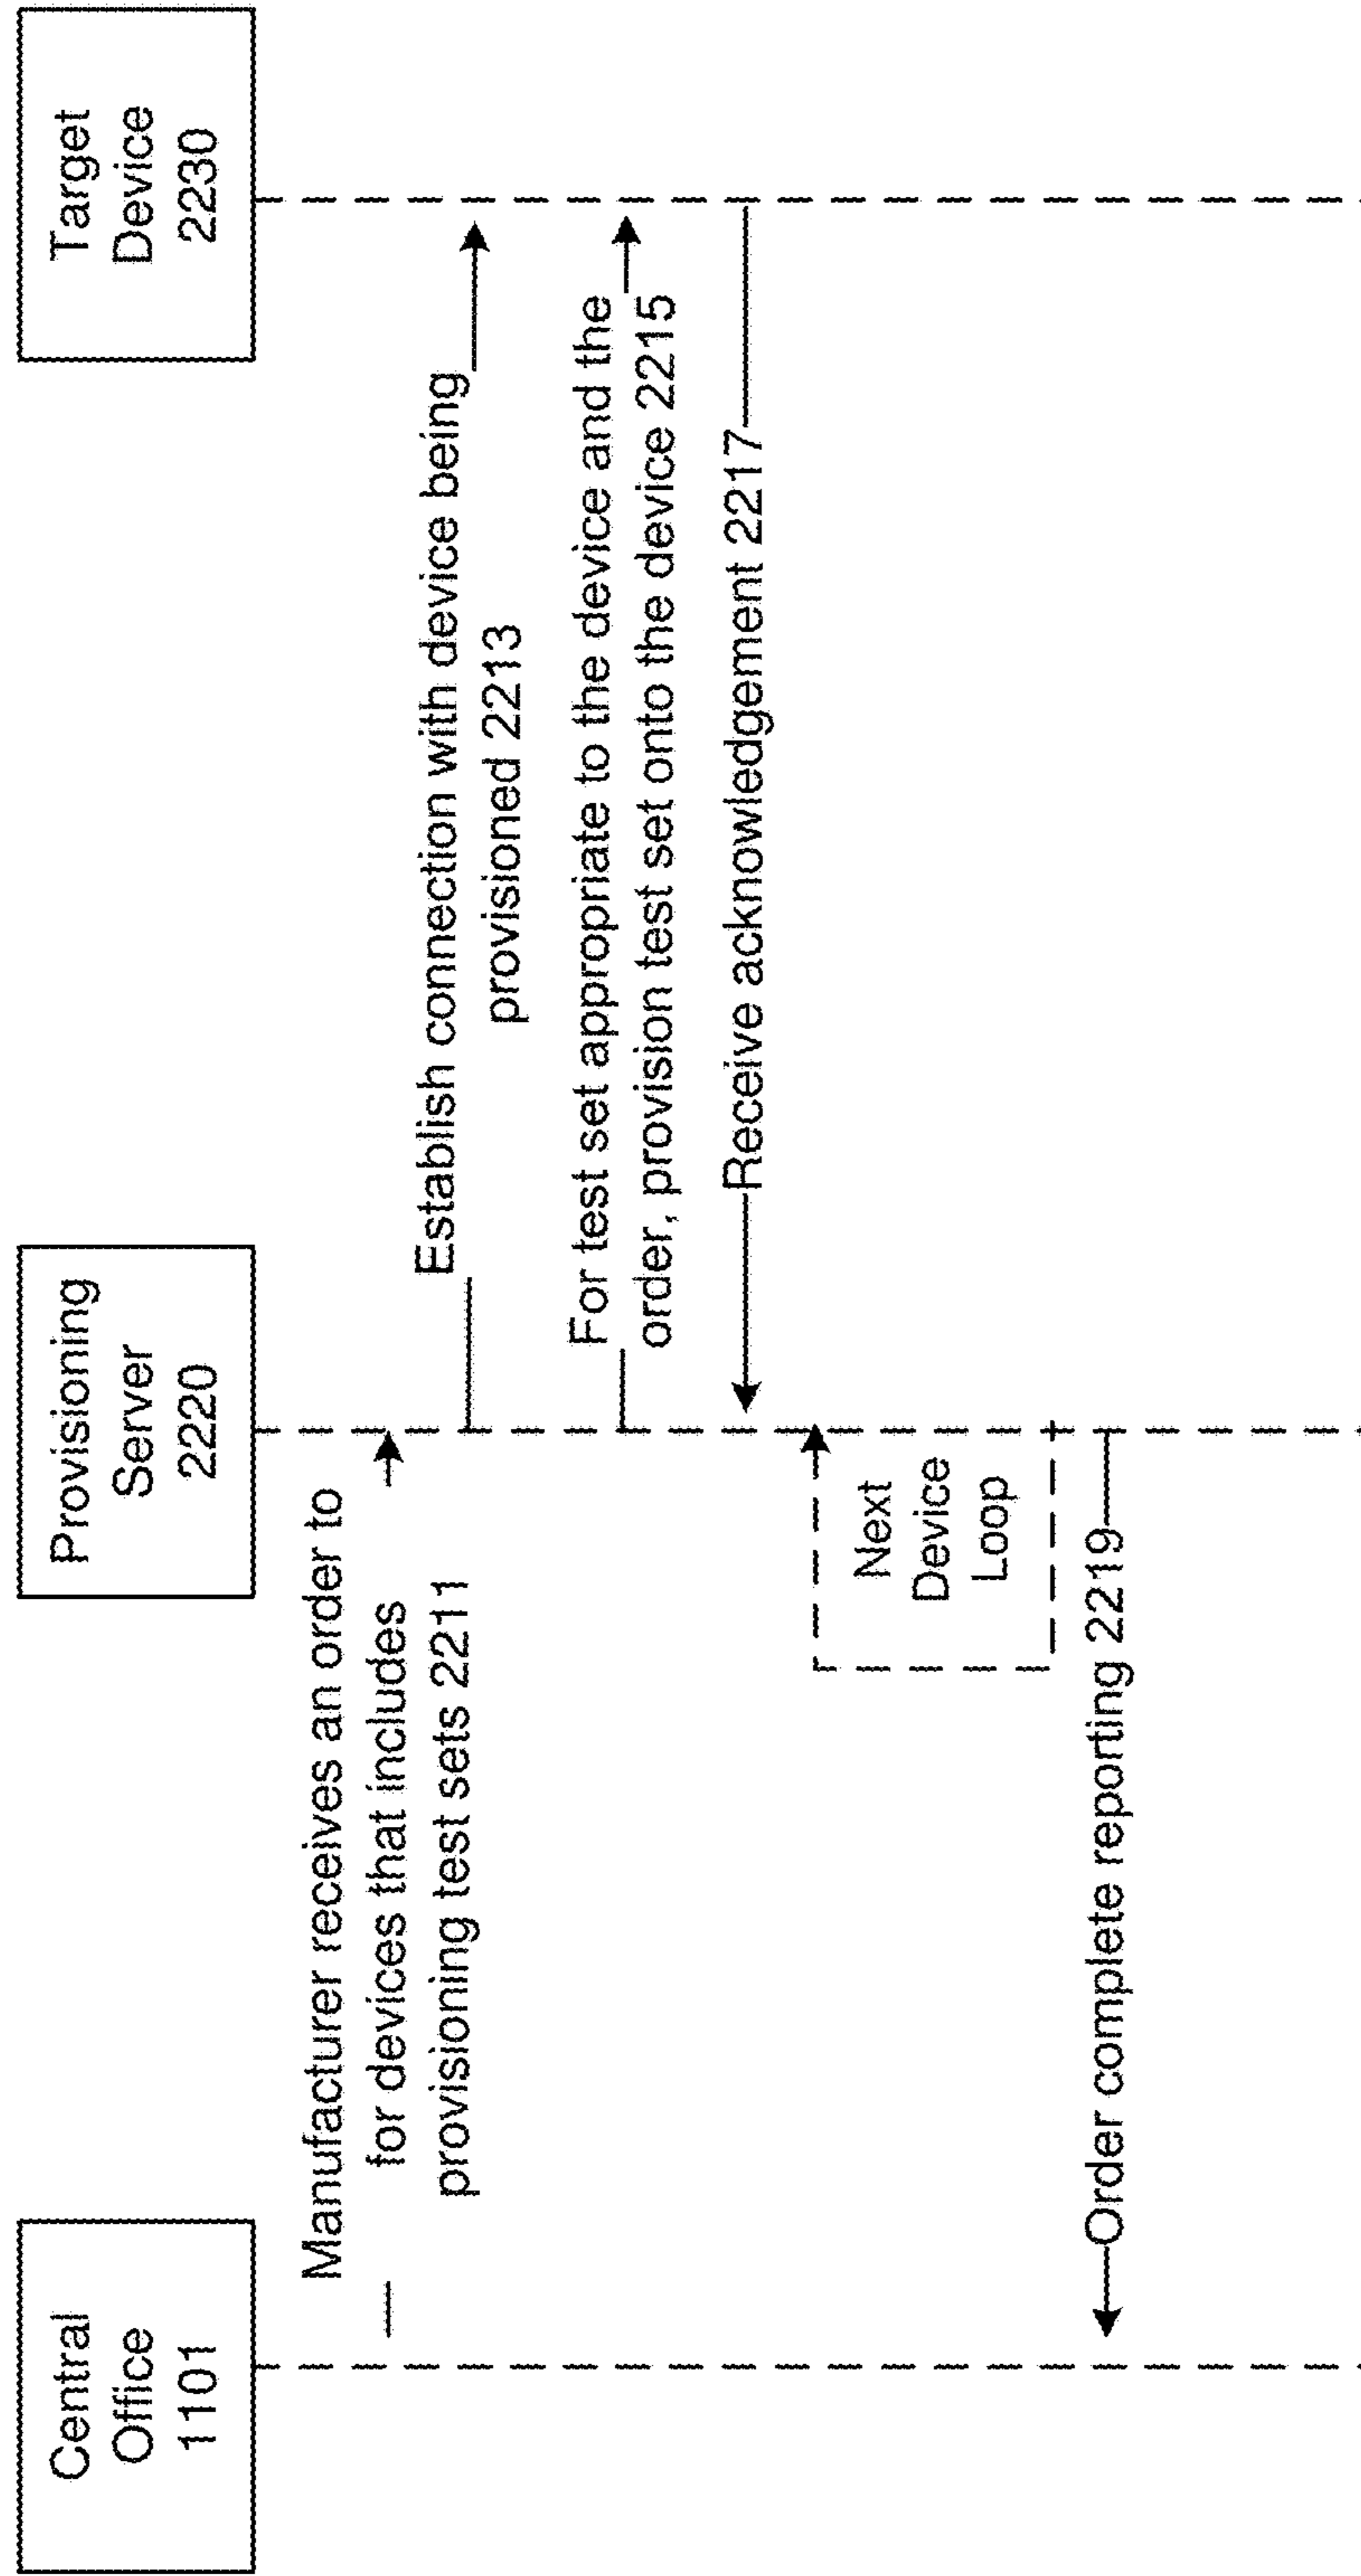 Central
Office
1101
Provisioning
Server
2220
Target
Device
2230
Manufacturer receives an order to
for devices that includes
provisioning test sets 2211
Establish connection with device being
provisioned 2213
For test set appropriate to the device and the
order, provision test set onto the device 2215
Receive acknowledgement 2217
Next
Device
Loop
Order complete reporting 2219